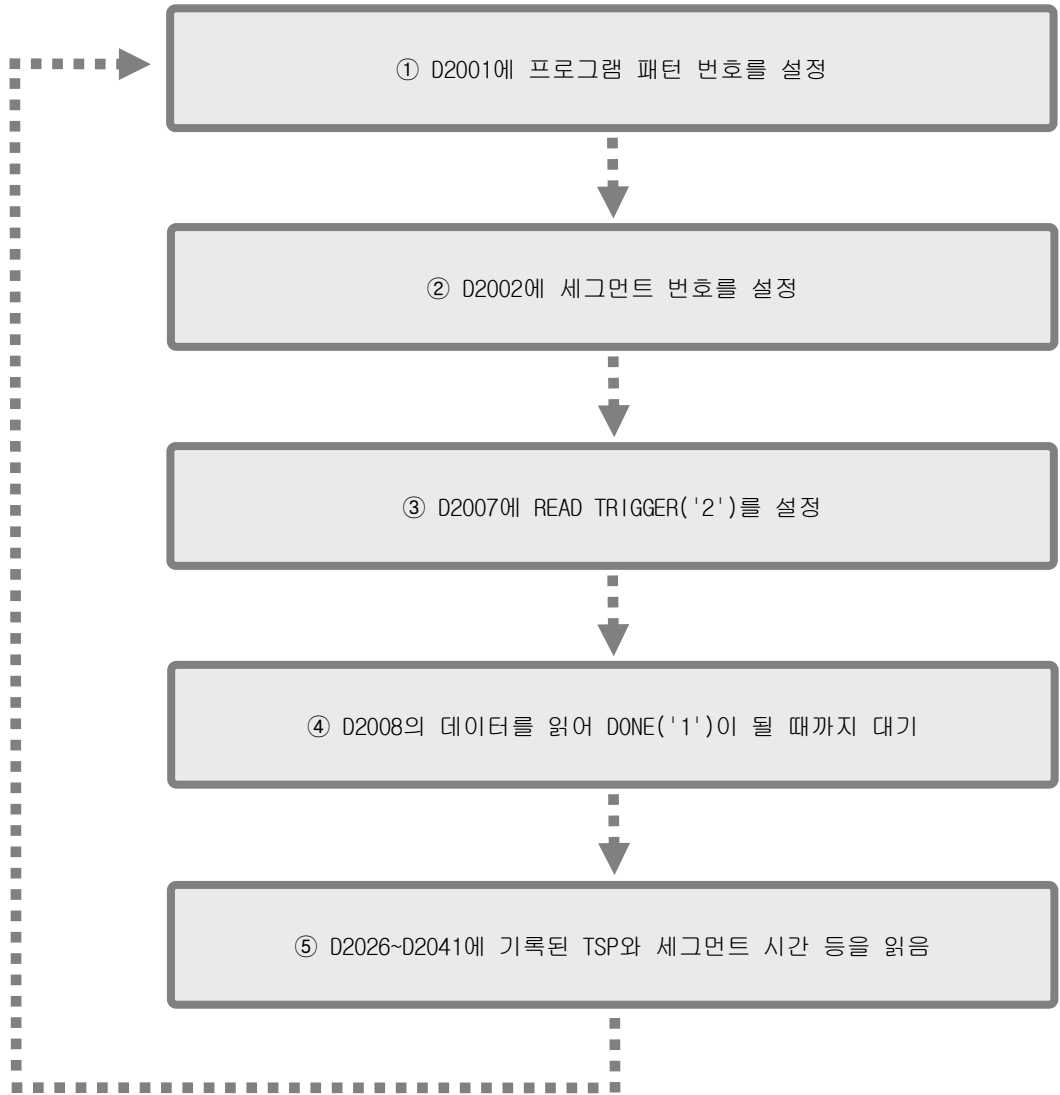 ① D2001에 프로그램 패턴 번호를 설정
② D2002에 세그먼트 번호를 설정
③ D2007에 READ TRIGGER('2')를 설정
④ D2008의 데이터를 읽어 DONE('1')이 될 때까지 대기
⑤ D2026~D2041에 기록된 TSP와 세그먼트 시간 등을 읽음